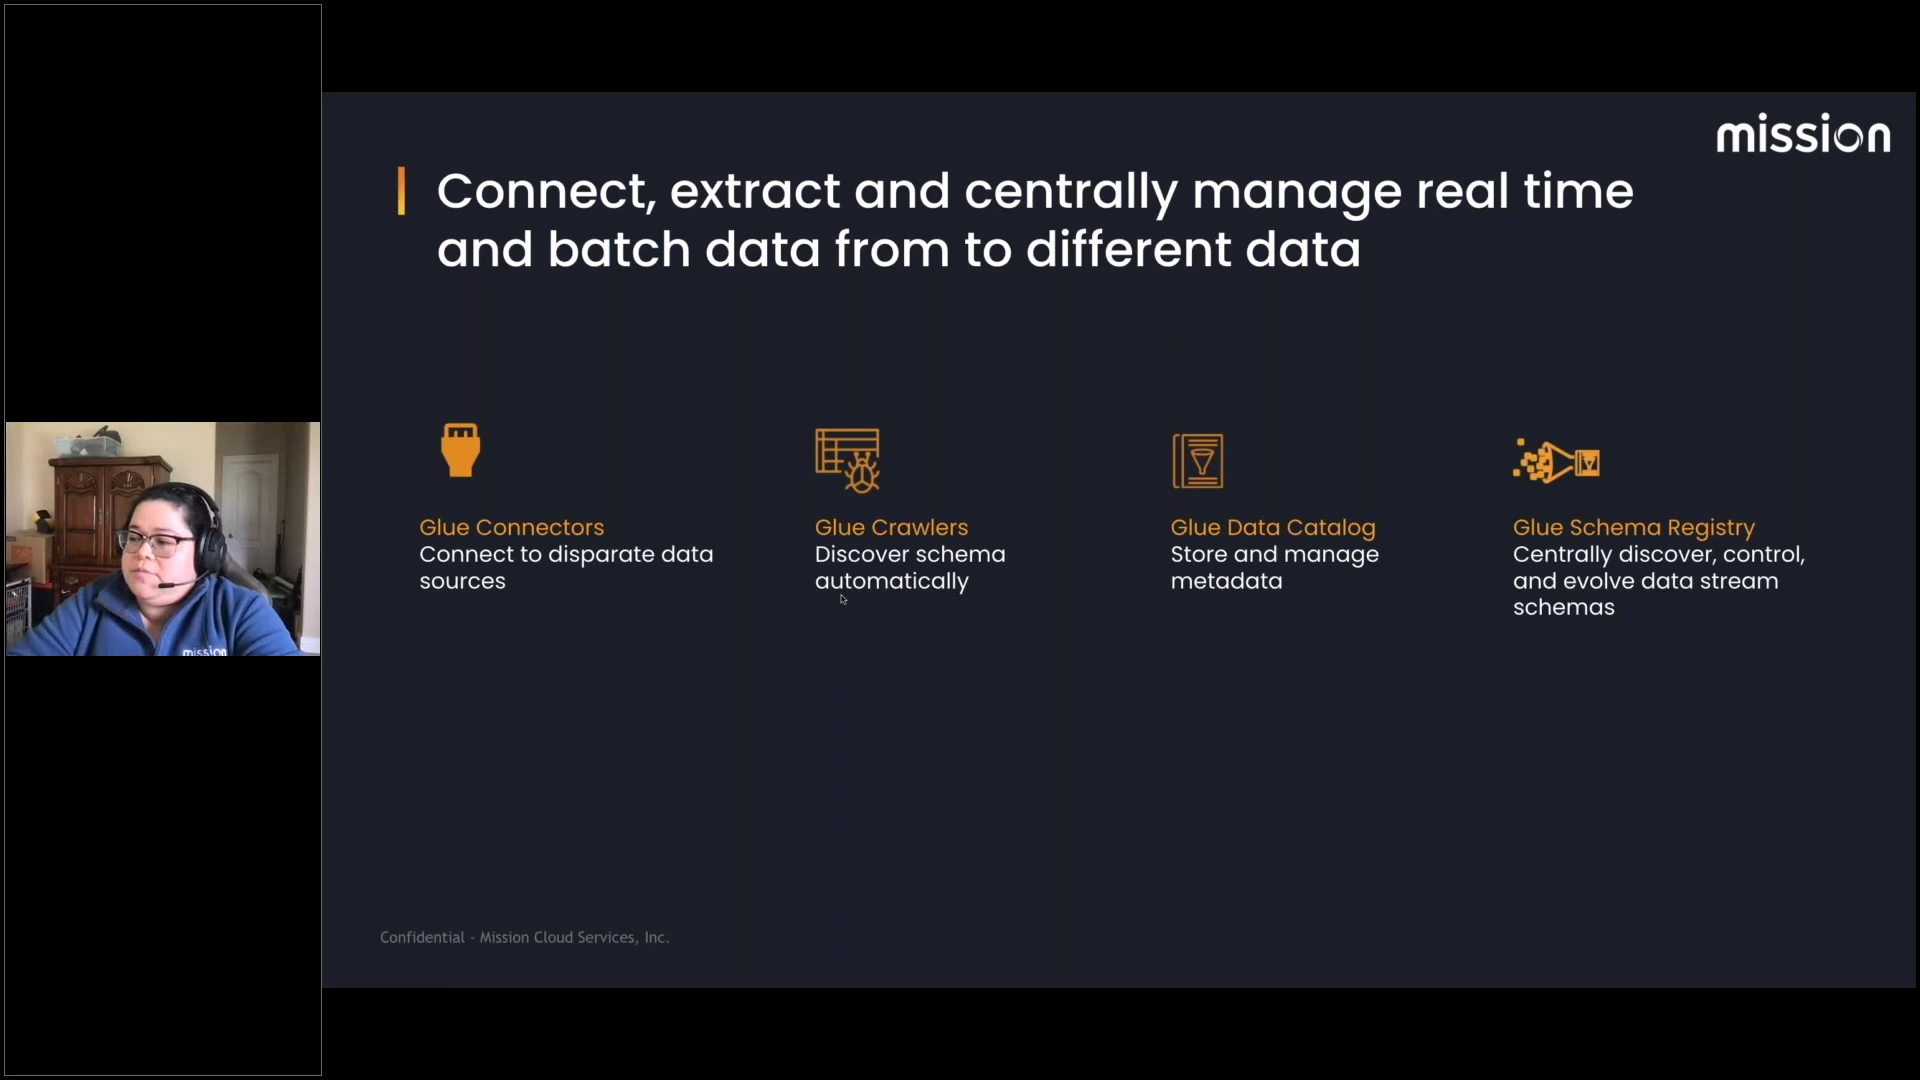 mission
Connect, extract and centrally manage real time
and batch data from to different data
Glue Connectors
Connect to disparate data
sources
Glue Crawlers
Discover schema
automatically
Glue Data Catalog
Store and manage
metadata
Glue Schema Registry
Centrally discover, control,
and evolve data stream
schemas
mission
Confidential - Mission Cloud Services, Inc.